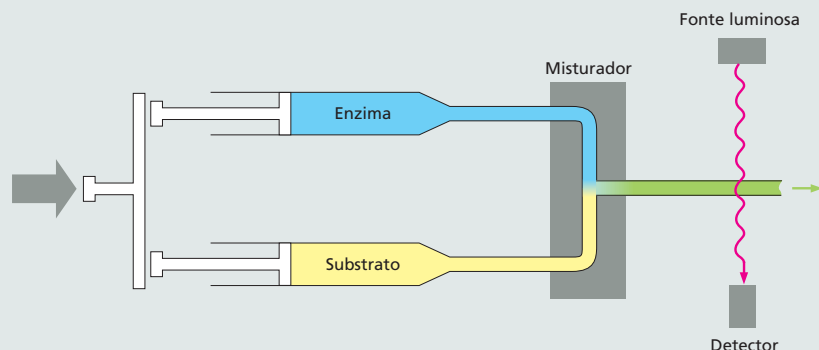 Fonte luminosa
Misturador
Enzima
Substrato
Detector